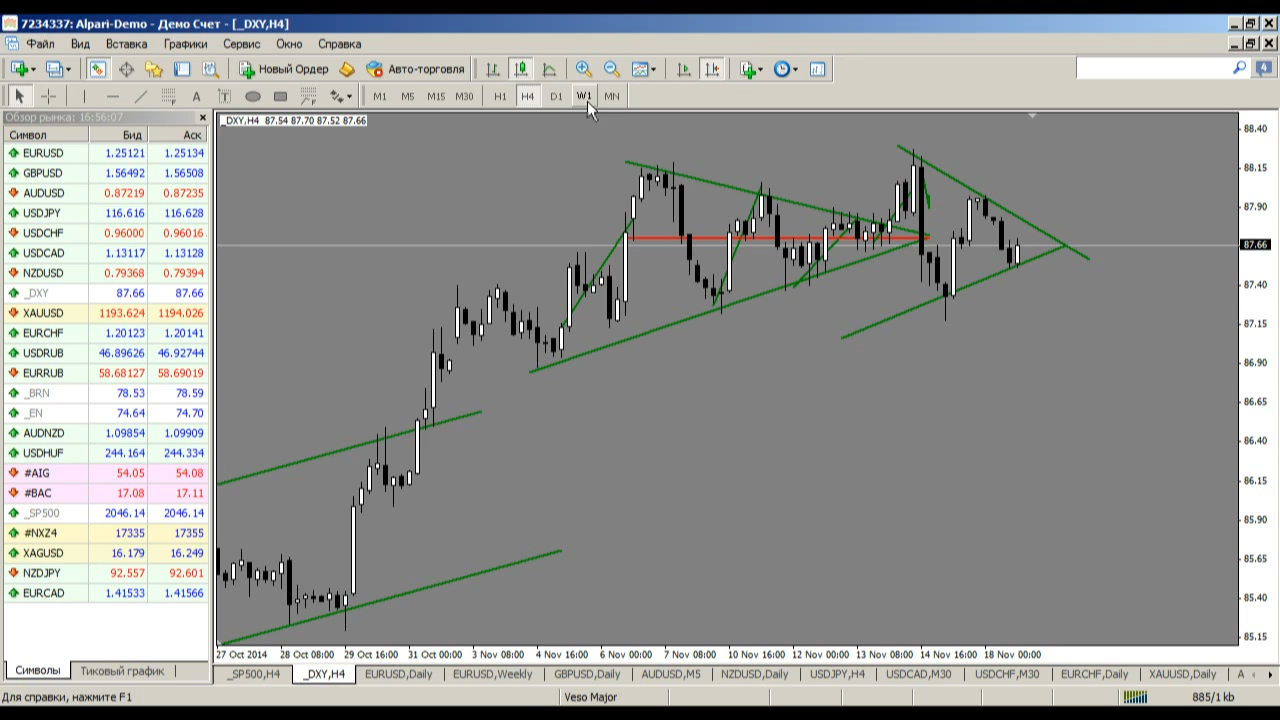 7234337: Alpari-Demo - Демо Счет - [_DXY,H4]
Файл Вид Вставка Графики Сервис Окно Справка
Новый Ордер Авто-торговля 4
A T M1 M5 M15 M30 H1 H4 D1 W1 MN
Обзор рынка: 16:56:07
Символ Бид Аск
EURUSD 1.25121 1.25134
GBPUSD 1.56492 1.56508
AUDUSD 0.87219 0.87235
USDJPY 116.616 116.628
USDCHF 0.96000 0.96016
USDCAD 1.13117 1.13128
NZDUSD 0.79368 0.79394
_DXY 87.66 87.66
XAUUSD 1193.624 1194.026
EURCHF 1.20123 1.20141
USDRUB 46.89626 46.92744
EURRUB 58.68127 58.69019
_BRN 78.53 78.59
_EN 74.64 74.70
AUDNZD 1.09854 1.09909
USDHUF 244.164 244.334
#AIG 54.05 54.08
#BAC 17.08 17.11
_SP500 2046.14 2046.14
#NXZ4 17335 17355
XAGUSD 16.179 16.249
NZDJPY 92.557 92.601
EURCAD 1.41533 1.41566
Символы Тиковый график
_DXY,H4 87.54 87.70 87.52 87.66
88.40
88.15
87.90
87.66
87.40
87.15
86.90
86.65
86.40
86.15
85.90
85.65
85.40
85.15
27 Oct 2014 28 Oct 08:00 29 Oct 16:00 31 Oct 00:00 3 Nov 08:00 4 Nov 16:00 6 Nov 00:00 7 Nov 08:00 10 Nov 16:00 12 Nov 00:00 13 Nov 08:00 14 Nov 16:00 18 Nov 00:00
_SP500,H4 _DXY,H4 EURUSD,Daily EURUSD,Weekly GBPUSD,Daily AUDUSD,M5 NZDUSD,Daily USDJPY,H4 USDCAD,M30 USDCHF,M30 EURCHF,Daily XAUUSD,Daily A
Для справки, нажмите F1 Veso Major 885/1 kb